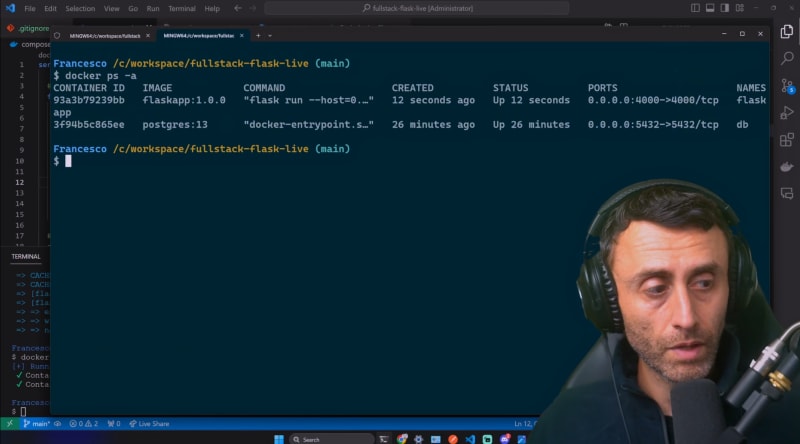 File
Edit
Selection
View
Go
Run
Terminal
Help
fullstack-flask-live [Administrator]
.gitignore
compose
MINGW64:/c/workspace/fullstack
MINGW64:/c/workspace/fullstac
Francesco /c/workspace/fullstack-flask-live (main)
$ docker ps -a
CONTAINER ID IMAGE COMMAND CREATED STATUS PORTS NAMES
93a3b79239bb flaskapp:1.0.0 "flask run --host=0.…" 12 seconds ago Up 12 seconds 0.0.0.0:4000->4000/tcp flask
app
3f94b5c865ee postgres:13 "docker-entrypoint.s…" 26 minutes ago Up 26 minutes 0.0.0.0:5432->5432/tcp db
Francesco /c/workspace/fullstack-flask-live (main)
$
1
2
3
4
5
6
7
8
9
10
11
12
13
14
15
16
17
18
TERMINAL
=> CACH
=> CACH
=> [fla
=> [fla
=> => e
=> => w
=> => n
Francesco
$ docker
[+] Runn
✓ Conta
✓ Conta
Francesco
$
main*
0
2
0
Live Share
Ln 12,
Search